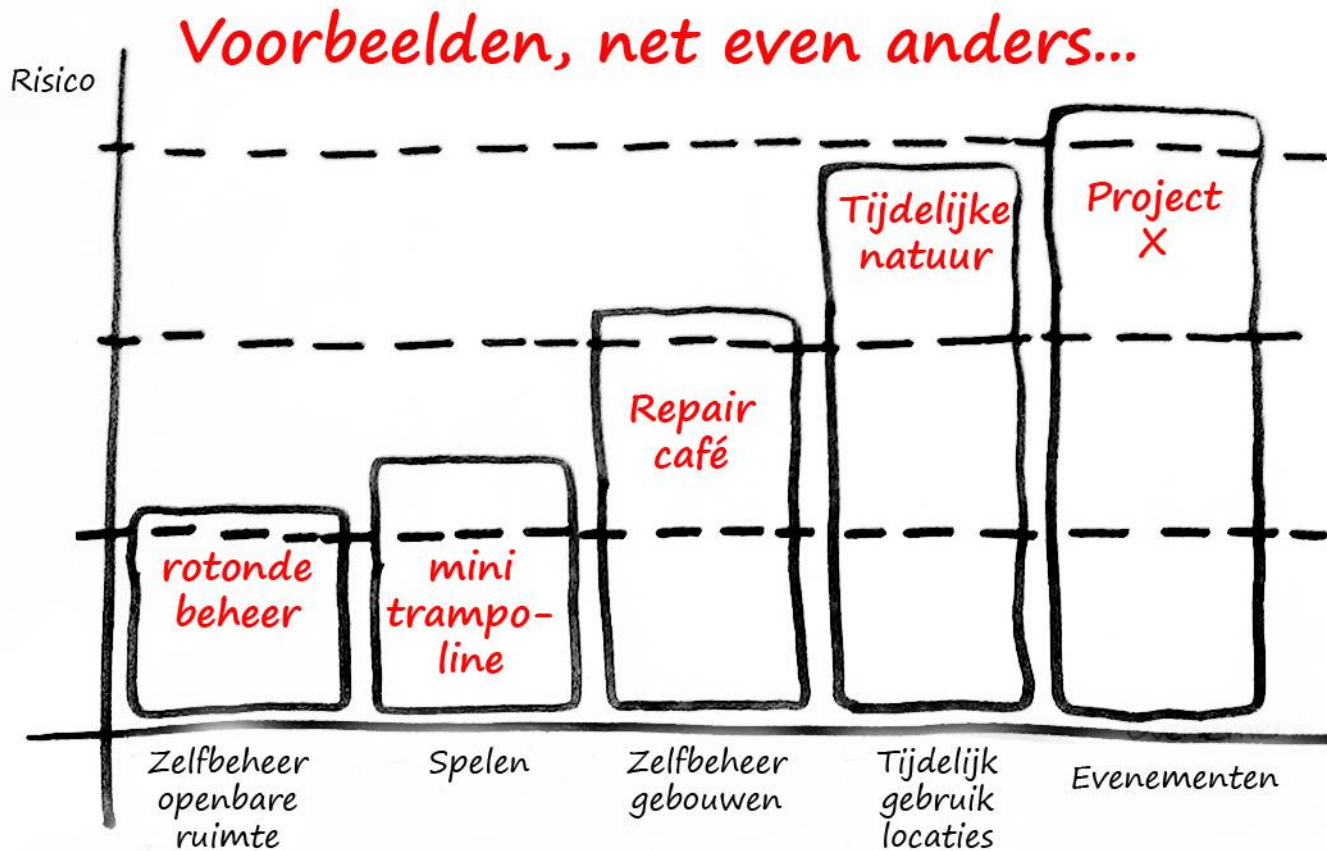 Voorbeelden, net even anders...
Risico
rotonde
beheer
mini
trampo-
line
Repair
café
Tijdelijke
natuur
Project
X
Zelfbeheer
openbare
ruimte
Spelen
Zelfbeheer
gebouwen
Tijdelijk
gebruik
locaties
Evenementen